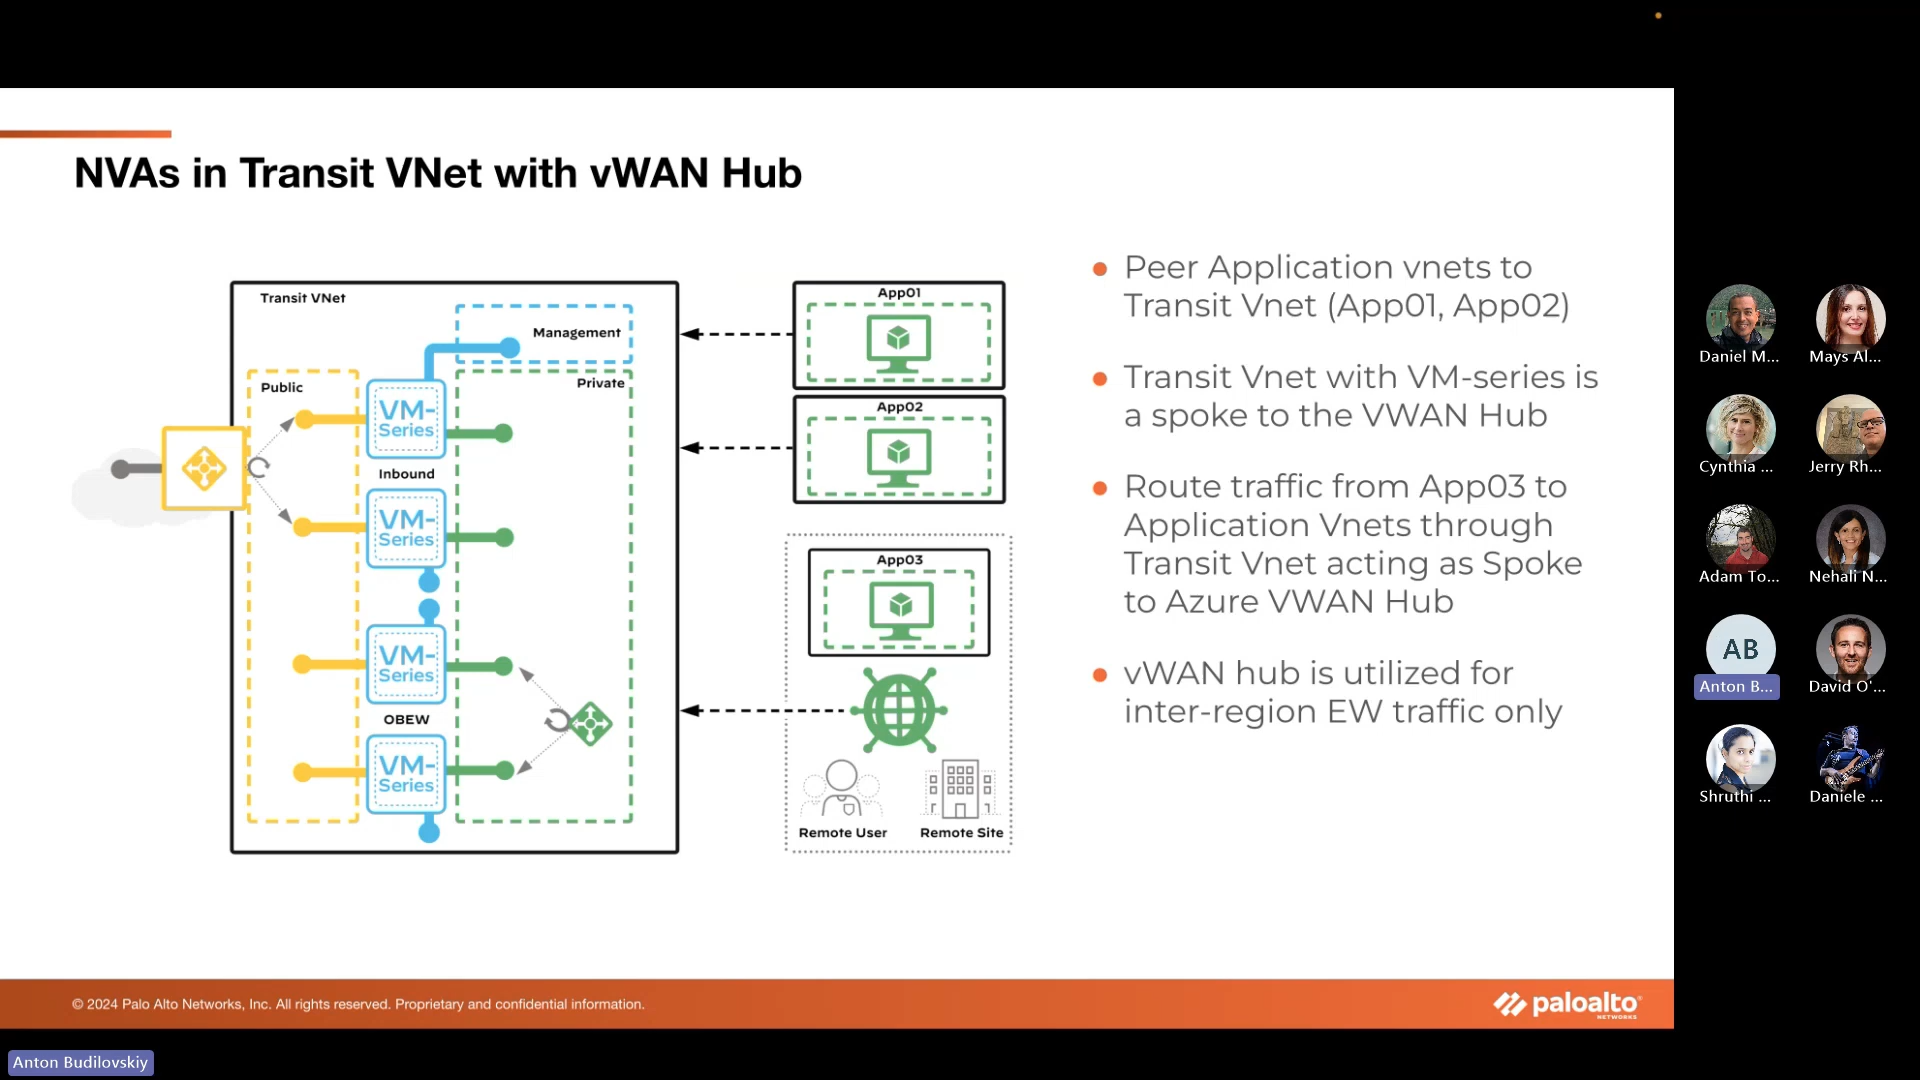 NVAs in Transit VNet with vWAN Hub
Transit VNet
Management
Public
Private
VM-
Series
Inbound
VM-
Series
VM-
Series
OBEW
VM-
Series
App01
App02
App03
Remote User
Remote Site
Peer Application vnets to
Transit Vnet (App01, App02)
Transit Vnet with VM-series is
a spoke to the VWAN Hub
Route traffic from App03 to
Application Vnets through
Transit Vnet acting as Spoke
to Azure VWAN Hub
vWAN hub is utilized for
inter-region EW traffic only
© 2024 Palo Alto Networks, Inc. All rights reserved. Proprietary and confidential information.
paloalto
NETWORKS
Daniel M...
Mays Al...
Cynthia ...
Jerry Rh...
Adam To...
Nehali N...
AB
Anton B...
David O'...
Shruthi ...
Daniele ...
Anton Budilovskiy